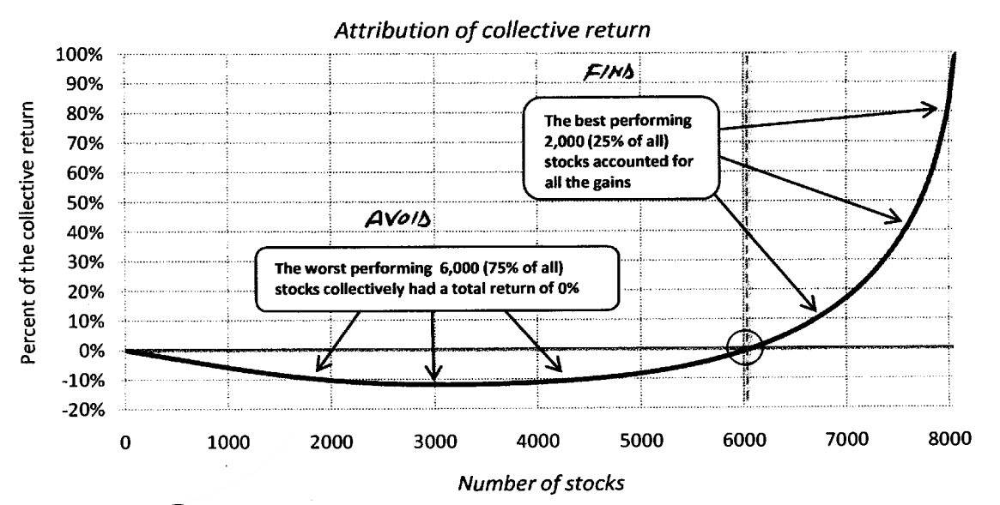 Attribution of collective return
Percent of the collective return
100%
90%
80%
70%
60%
50%
40%
30%
20%
10%
0%
-10%
-20%
FIND
The best performing
2,000 (25% of all)
stocks accounted for
all the gains
AVOID
The worst performing 6,000 (75% of all)
stocks collectively had a total return of 0%
0 1000 2000 3000 4000 5000 6000 7000 8000
Number of stocks